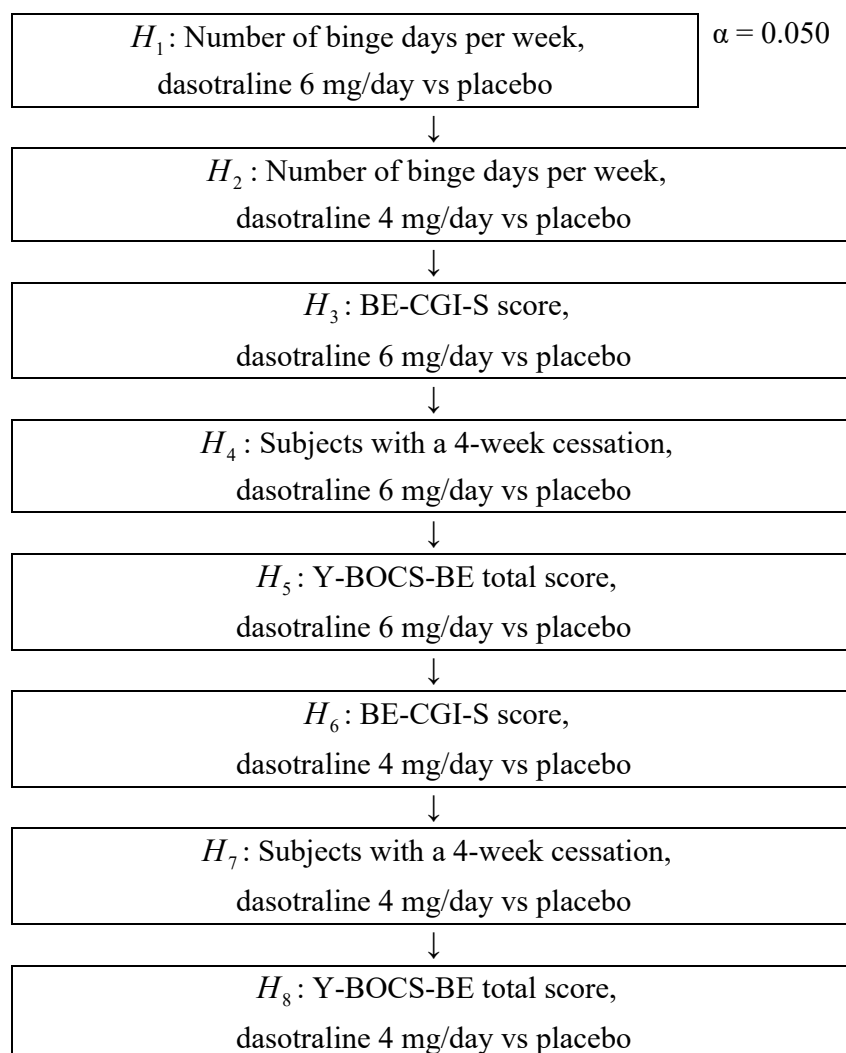 H₁: Number of binge days per week,
dasotraline 6 mg/day vs placebo
α = 0.050
↓
H₂: Number of binge days per week,
dasotraline 4 mg/day vs placebo
↓
H₃: BE-CGI-S score,
dasotraline 6 mg/day vs placebo
↓
H₄: Subjects with a 4-week cessation,
dasotraline 6 mg/day vs placebo
↓
H₅: Y-BOCS-BE total score,
dasotraline 6 mg/day vs placebo
↓
H₆: BE-CGI-S score,
dasotraline 4 mg/day vs placebo
↓
H₇: Subjects with a 4-week cessation,
dasotraline 4 mg/day vs placebo
↓
H₈: Y-BOCS-BE total score,
dasotraline 4 mg/day vs placebo